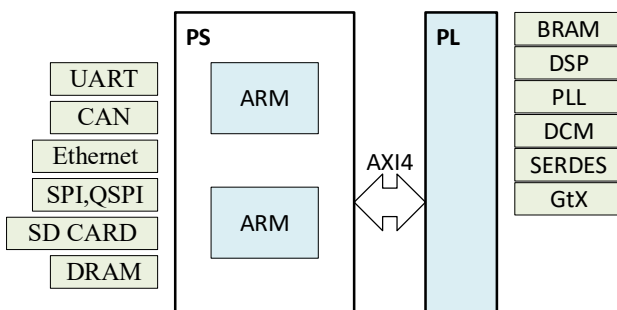 PS
PL
UART
CAN
Ethernet
SPI,QSPI
SD CARD
DRAM
ARM
ARM
AXI4
BRAM
DSP
PLL
DCM
SERDES
GtX